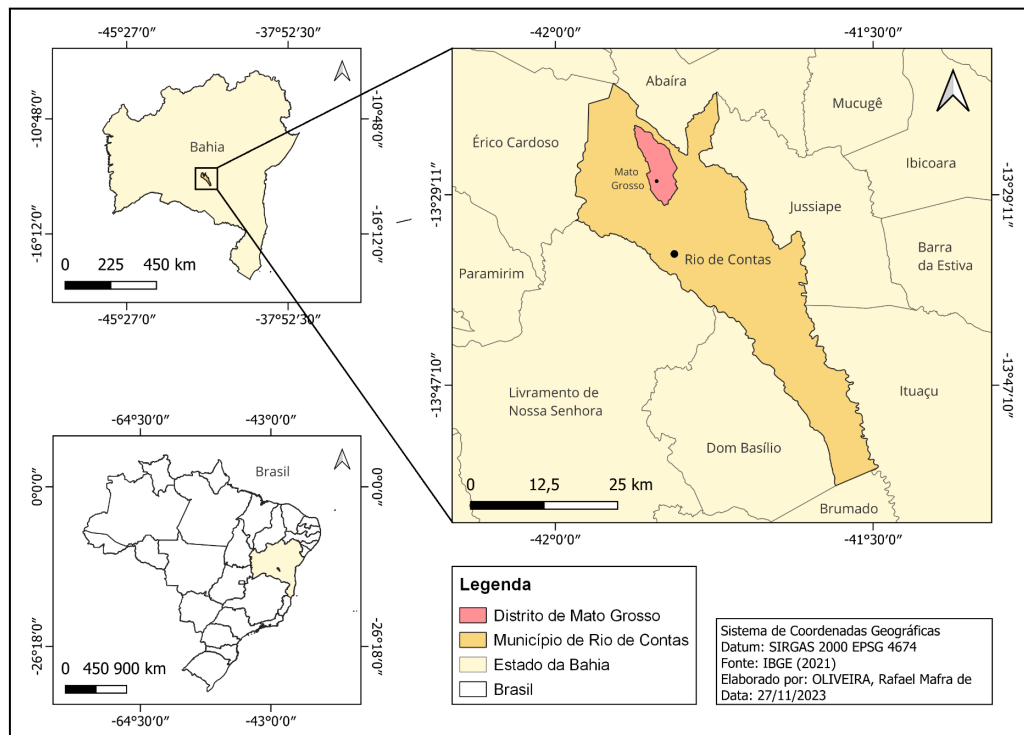 -45°27′0″
-37°52′30″
-10°48′0″
-10°48′0″
Bahia
-16°12′0″
-16°12′0″
0 225 450 km
-45°27′0″
-37°52′30″
-42°0′0″
-41°30′0″
Abaíra
Mucugê
Érico Cardoso
Ibicoara
Mato
Grosso
-13°29′11″
-13°29′11″
Jussiape
Barra
da Estiva
Rio de Contas
Paramirim
-13°47′10″
-13°47′10″
Livramento de
Nossa Senhora
Ituaçu
Dom Basílio
0 12,5 25 km
Brumado
-42°0′0″
-41°30′0″
-64°30′0″
-43°0′0″
Brasil
0°0′0″
0°0′0″
-26°18′0″
-26°18′0″
0 450 900 km
-64°30′0″
-43°0′0″
Legenda
Distrito de Mato Grosso
Município de Rio de Contas
Estado da Bahia
Brasil
Sistema de Coordenadas Geográficas
Datum: SIRGAS 2000 EPSG 4674
Fonte: IBGE (2021)
Elaborado por: OLIVEIRA, Rafael Mafra de
Data: 27/11/2023